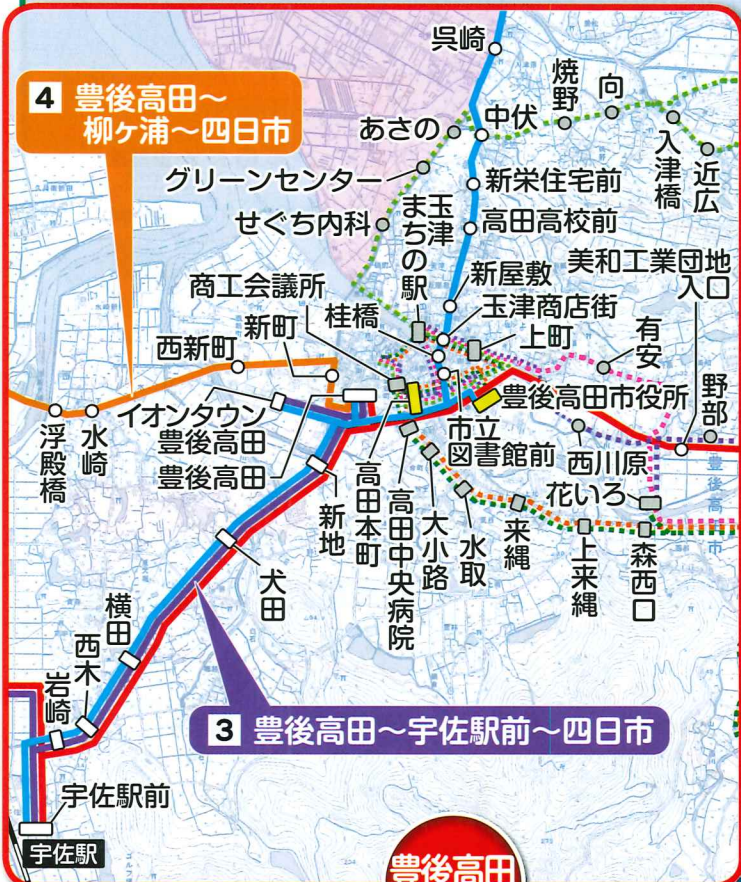 呉崎
4 豊後高田～
柳ヶ浦～四日市
焼野
向
あさの
中伏
入津橋
近広
グリーンセンター
新栄住宅前
せぐち内科
玉津
まちの駅
高田高校前
美和工業団地
入口
商工会議所
新屋敷
新町
桂橋
玉津商店街
上町
有安
西新町
イオンタウン
豊後高田
豊後高田
豊後高田市役所
野部
浮殿橋
水崎
市立
図書館前
西川原
豊後高田市
新地
高田本町
高田中央病院
大小路
水取
来縄
花いろ
上来縄
森西口
犬田
横田
西木
岩崎
3 豊後高田～宇佐駅前～四日市
宇佐駅前
宇佐駅
豊後高田